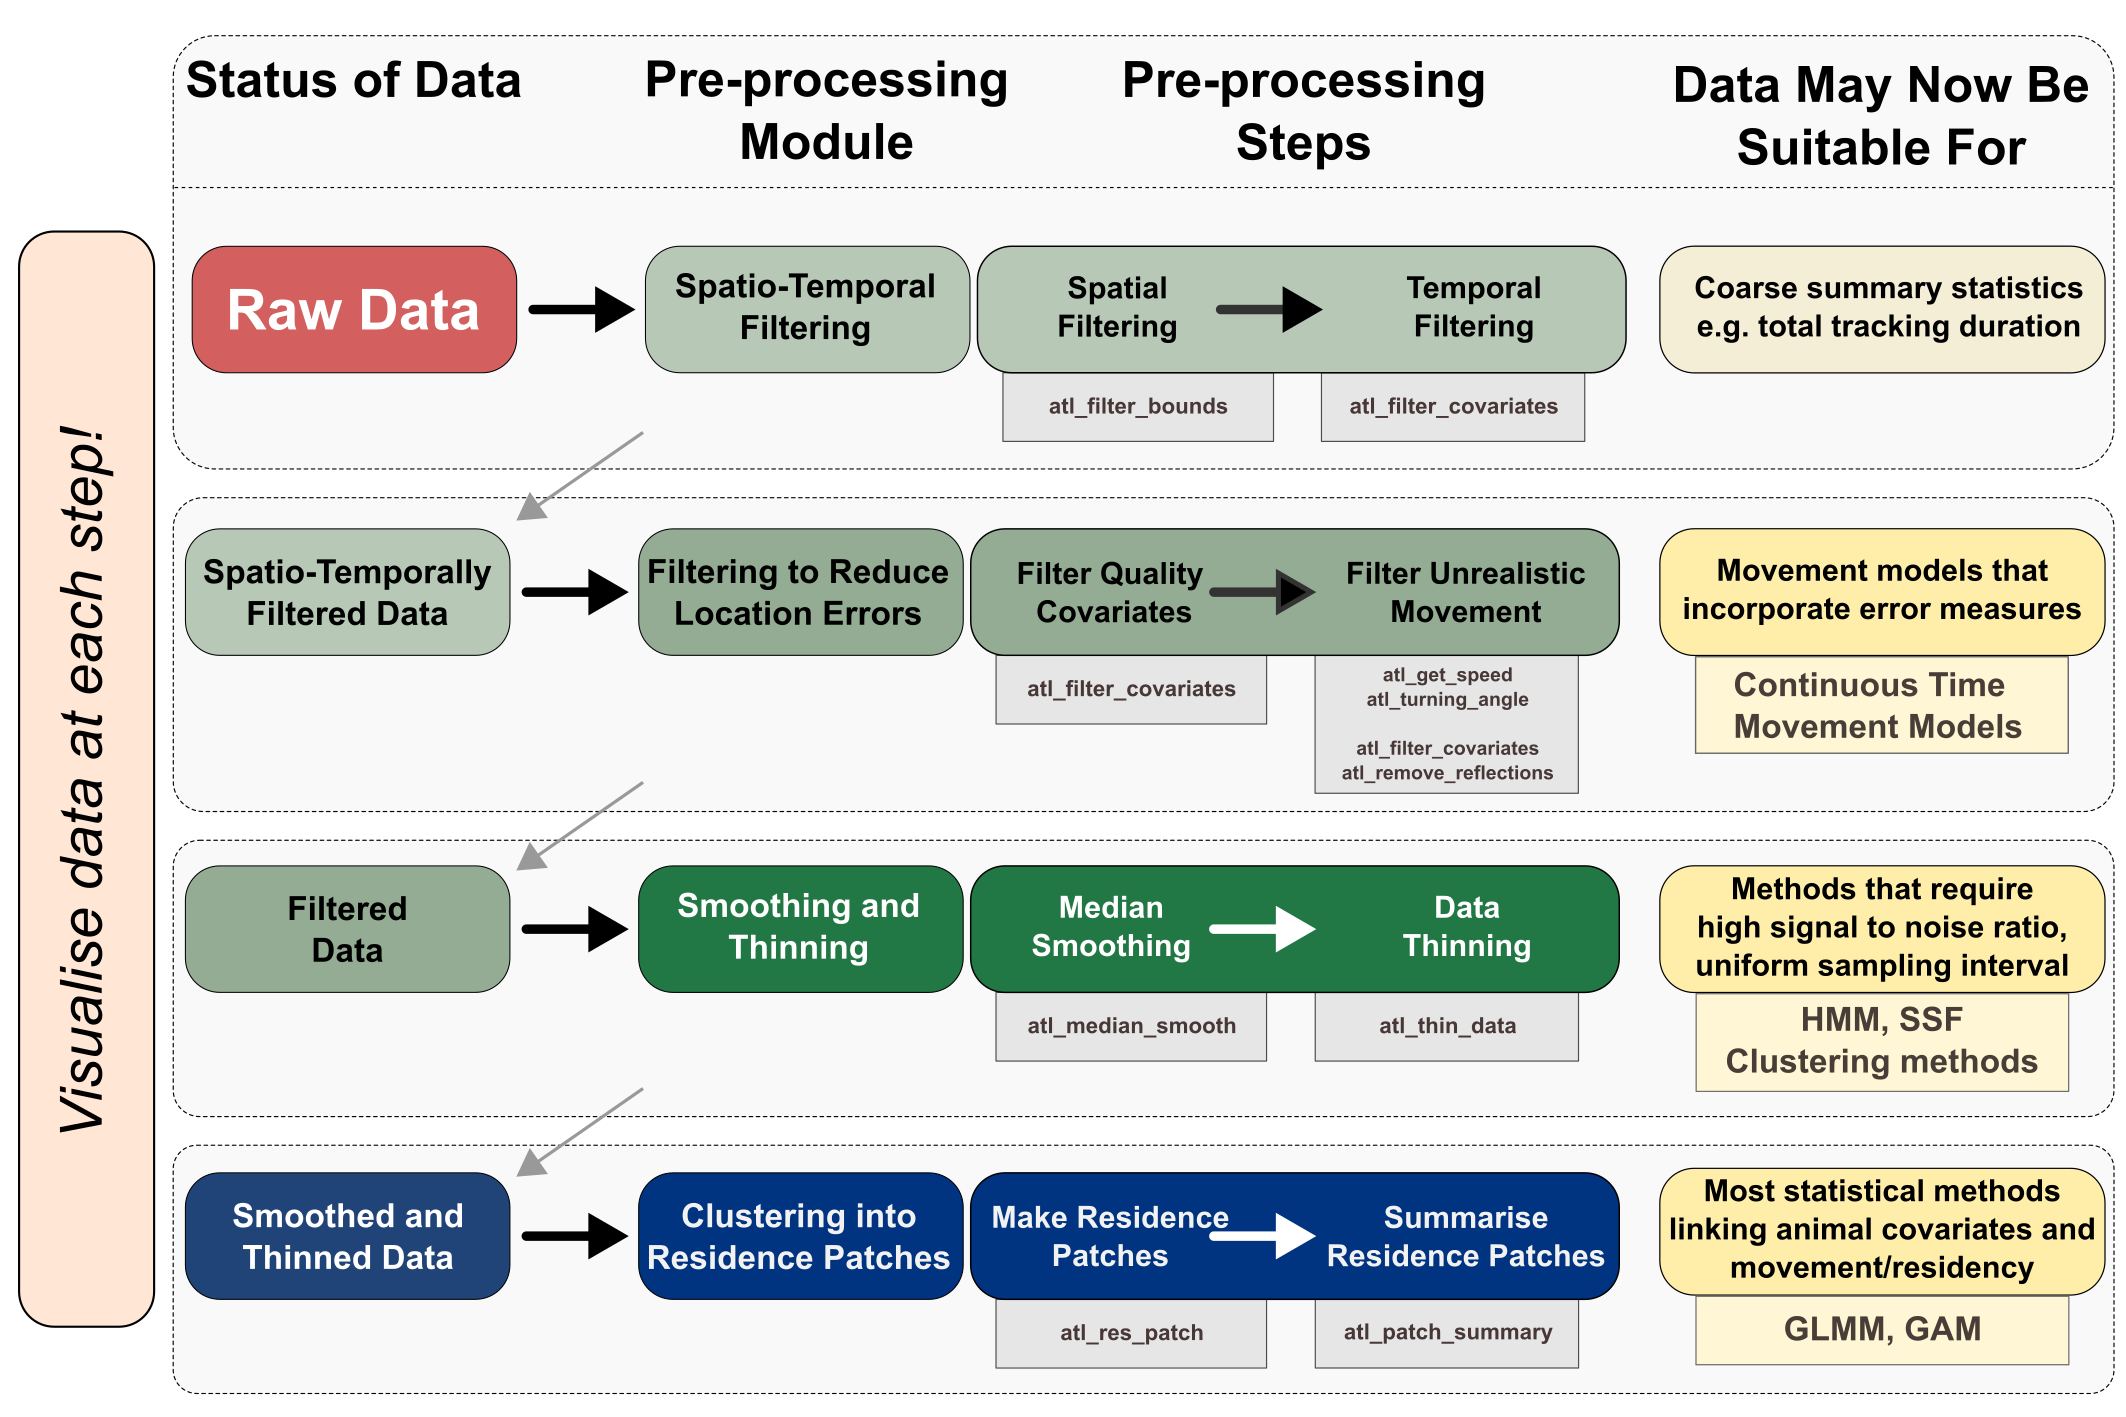 Status of Data
Pre-processing
Module
Pre-processing
Steps
Data May Now Be
Suitable For
Visualise data at each step!
Raw Data
Spatio-Temporal
Filtering
Spatial
Filtering
Temporal
Filtering
Coarse summary statistics
e.g. total tracking duration
atl_filter_bounds
atl_filter_covariates
Spatio-Temporally
Filtered Data
Filtering to Reduce
Location Errors
Filter Quality
Covariates
Filter Unrealistic
Movement
Movement models that
incorporate error measures
atl_filter_covariates
atl_get_speed
atl_turning_angle
atl_filter_covariates
atl_remove_reflections
Continuous Time
Movement Models
Filtered
Data
Smoothing and
Thinning
Median
Smoothing
Data
Thinning
Methods that require
high signal to noise ratio,
uniform sampling interval
atl_median_smooth
atl_thin_data
HMM, SSF
Clustering methods
Smoothed and
Thinned Data
Clustering into
Residence Patches
Make Residence
Patches
Summarise
Residence Patches
Most statistical methods
linking animal covariates and
movement/residency
atl_res_patch
atl_patch_summary
GLMM, GAM